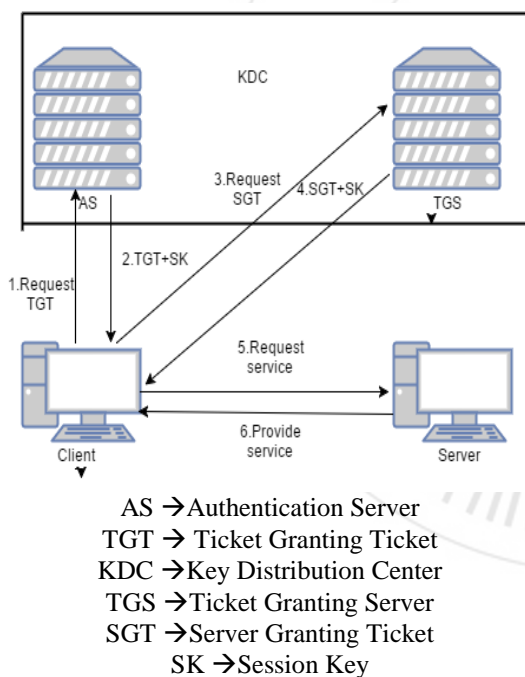 KDC
AS
TGS
3.Request
SGT
4.SGT+SK
2.TGT+SK
1.Request
TGT
5.Request
service
6.Provide
service
Client
Server
AS →Authentication Server
TGT → Ticket Granting Ticket
KDC →Key Distribution Center
TGS →Ticket Granting Server
SGT →Server Granting Ticket
SK →Session Key